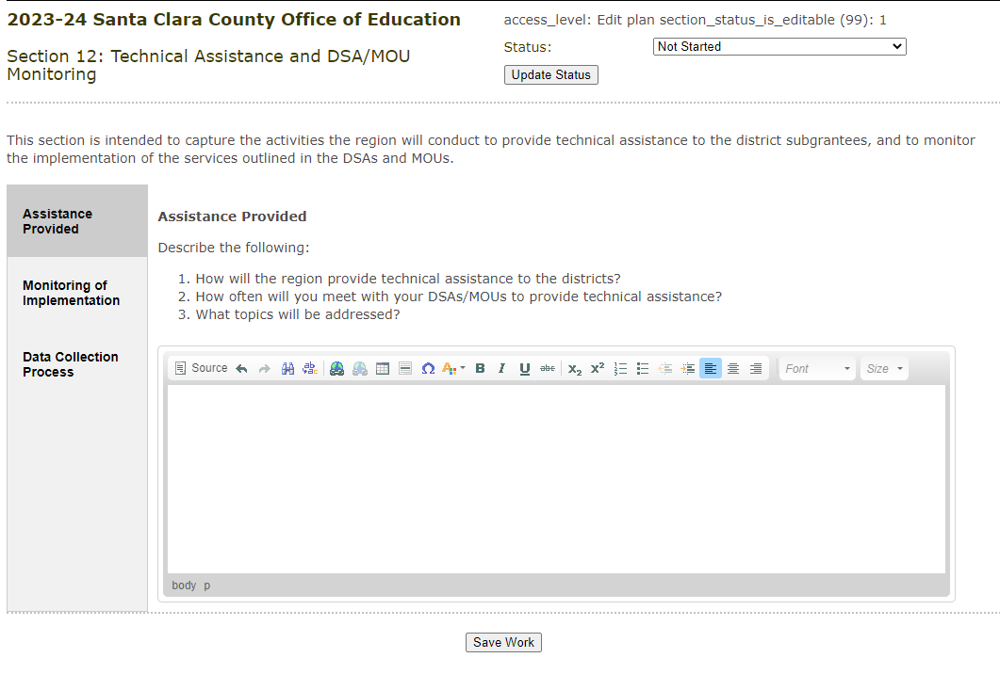 2023-24 Santa Clara County Office of Education
access_level: Edit plan section_status_is_editable (99): 1
Section 12: Technical Assistance and DSA/MOU
Monitoring
Status:
Not Started
Update Status
This section is intended to capture the activities the region will conduct to provide technical assistance to the district subgrantees, and to monitor
the implementation of the services outlined in the DSAs and MOUs.
Assistance
Provided
Monitoring of
Implementation
Data Collection
Process
Assistance Provided
Describe the following:
1. How will the region provide technical assistance to the districts?
2. How often will you meet with your DSAs/MOUs to provide technical assistance?
3. What topics will be addressed?
Source Ω A B I U abc X₂ X² Font Size
body p
Save Work